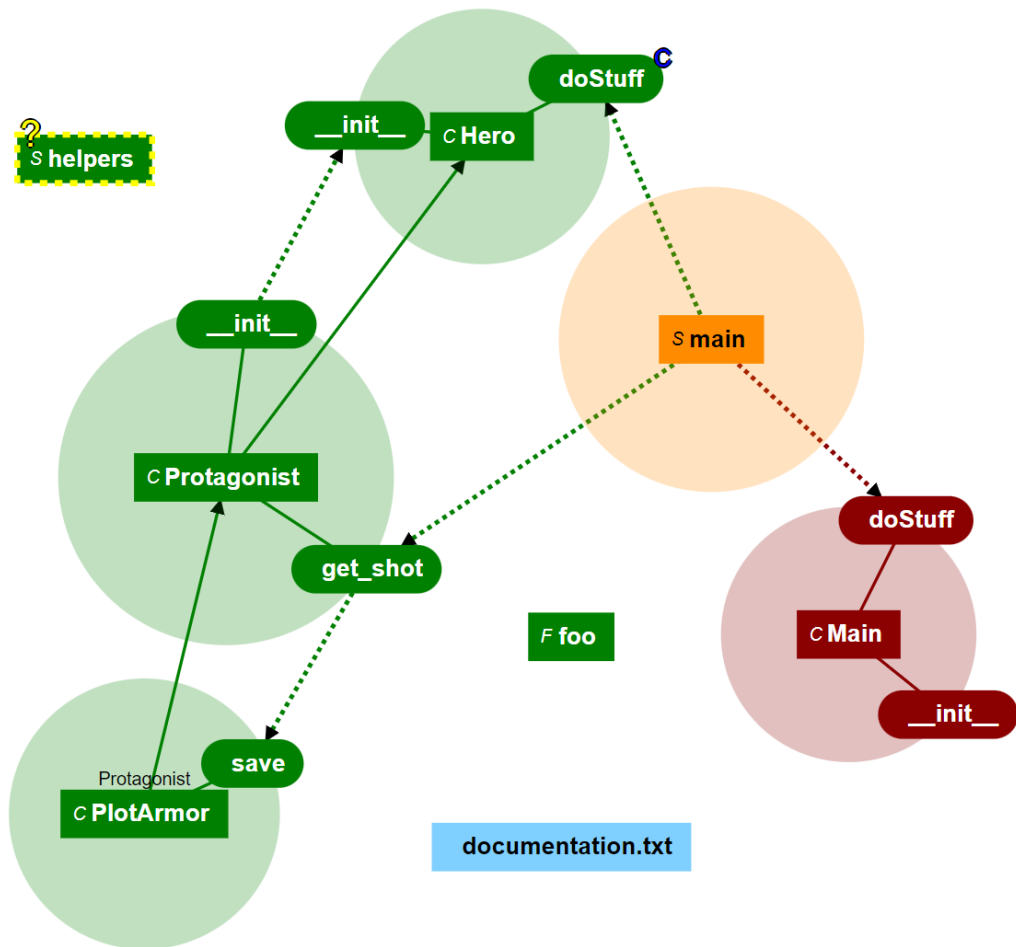 c
doStuff
__init__
C Hero
?
S helpers
__init__
S main
C Protagonist
doStuff
get_shot
F foo
C Main
__init__
save
Protagonist
C PlotArmor
documentation.txt